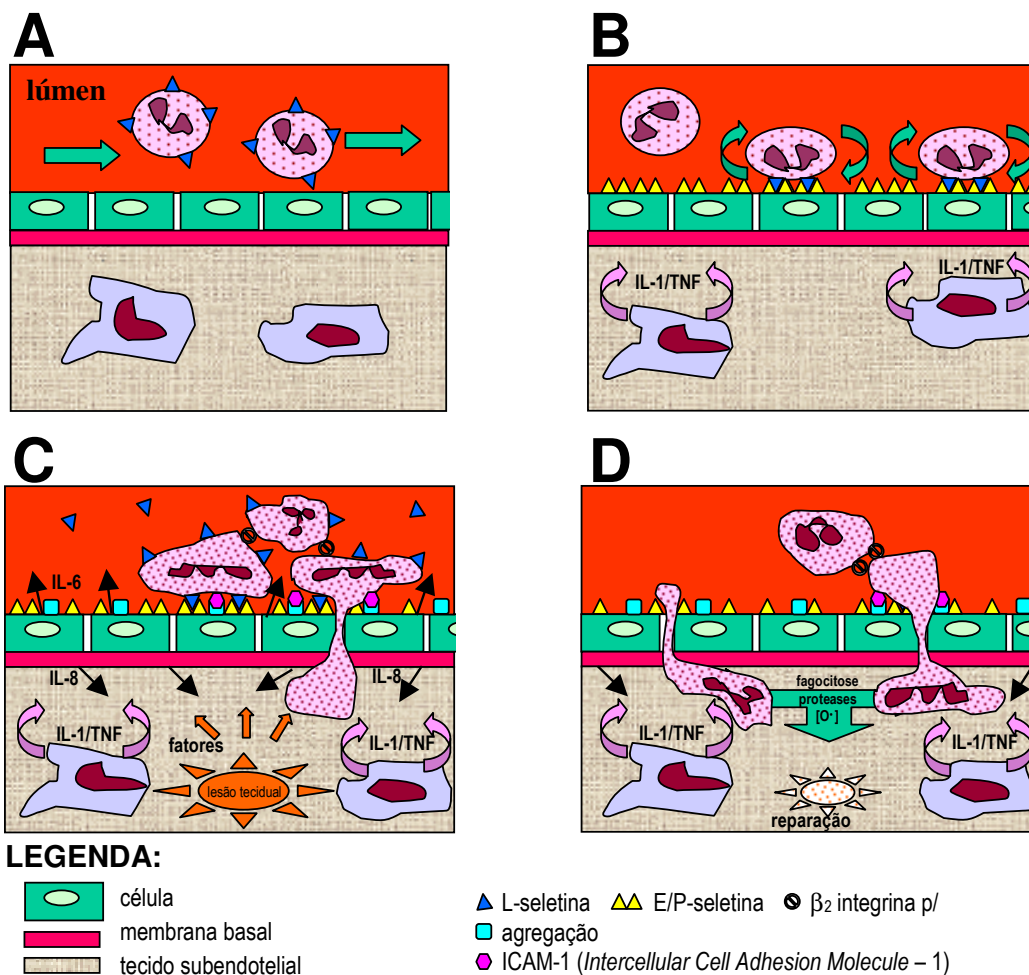 A
lúmen
B
IL-1/TNF
IL-1/TNF
C
IL-6
IL-8
IL-8
IL-1/TNF
fatores
IL-1/TNF
lesão tecidual
D
fagocitose
proteases
[O•]
IL-1/TNF
IL-1/TNF
reparação
LEGENDA:
célula
membrana basal
tecido subendotelial
L-seletina E/P-seletina β2 integrina p/
agregação
ICAM-1 (Intercellular Cell Adhesion Molecule – 1)